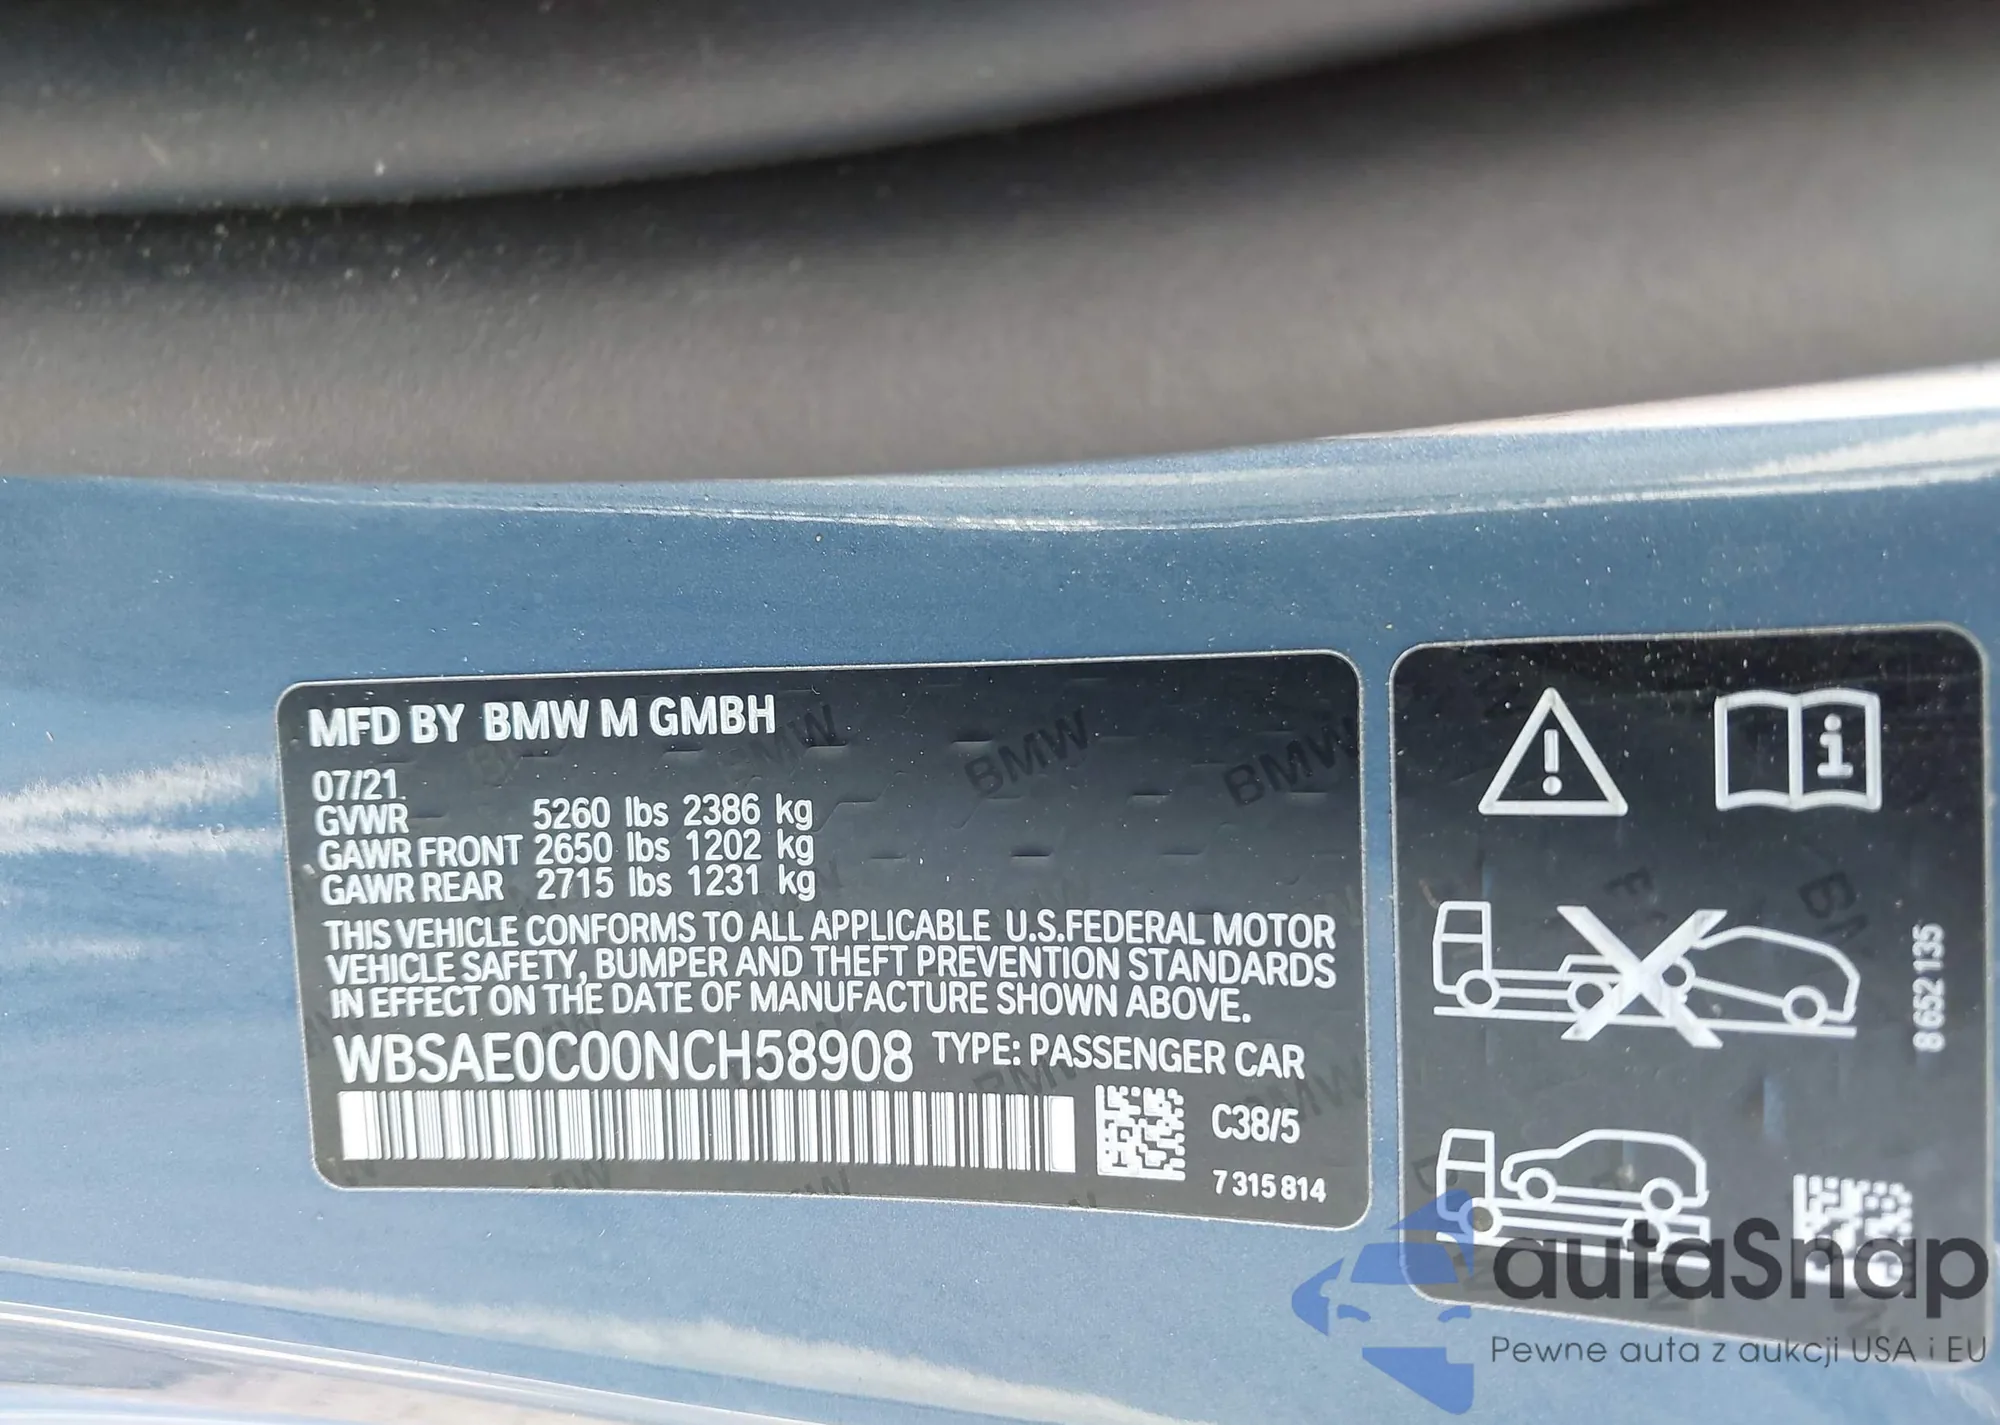 MFD BY BMW M GMBH
07/21
GVWR 5260 lbs 2386 kg
GAWR FRONT 2650 lbs 1202 kg
GAWR REAR 2715 lbs 1231 kg
THIS VEHICLE CONFORMS TO ALL APPLICABLE U.S.FEDERAL MOTOR
VEHICLE SAFETY, BUMPER AND THEFT PREVENTION STANDARDS
IN EFFECT ON THE DATE OF MANUFACTURE SHOWN ABOVE.
WBSAE0C00NCH58908 TYPE: PASSENGER CAR
C38/5
7 315 814
8 652 135
autaSnap
Pewne auta z aukcji USA i EU